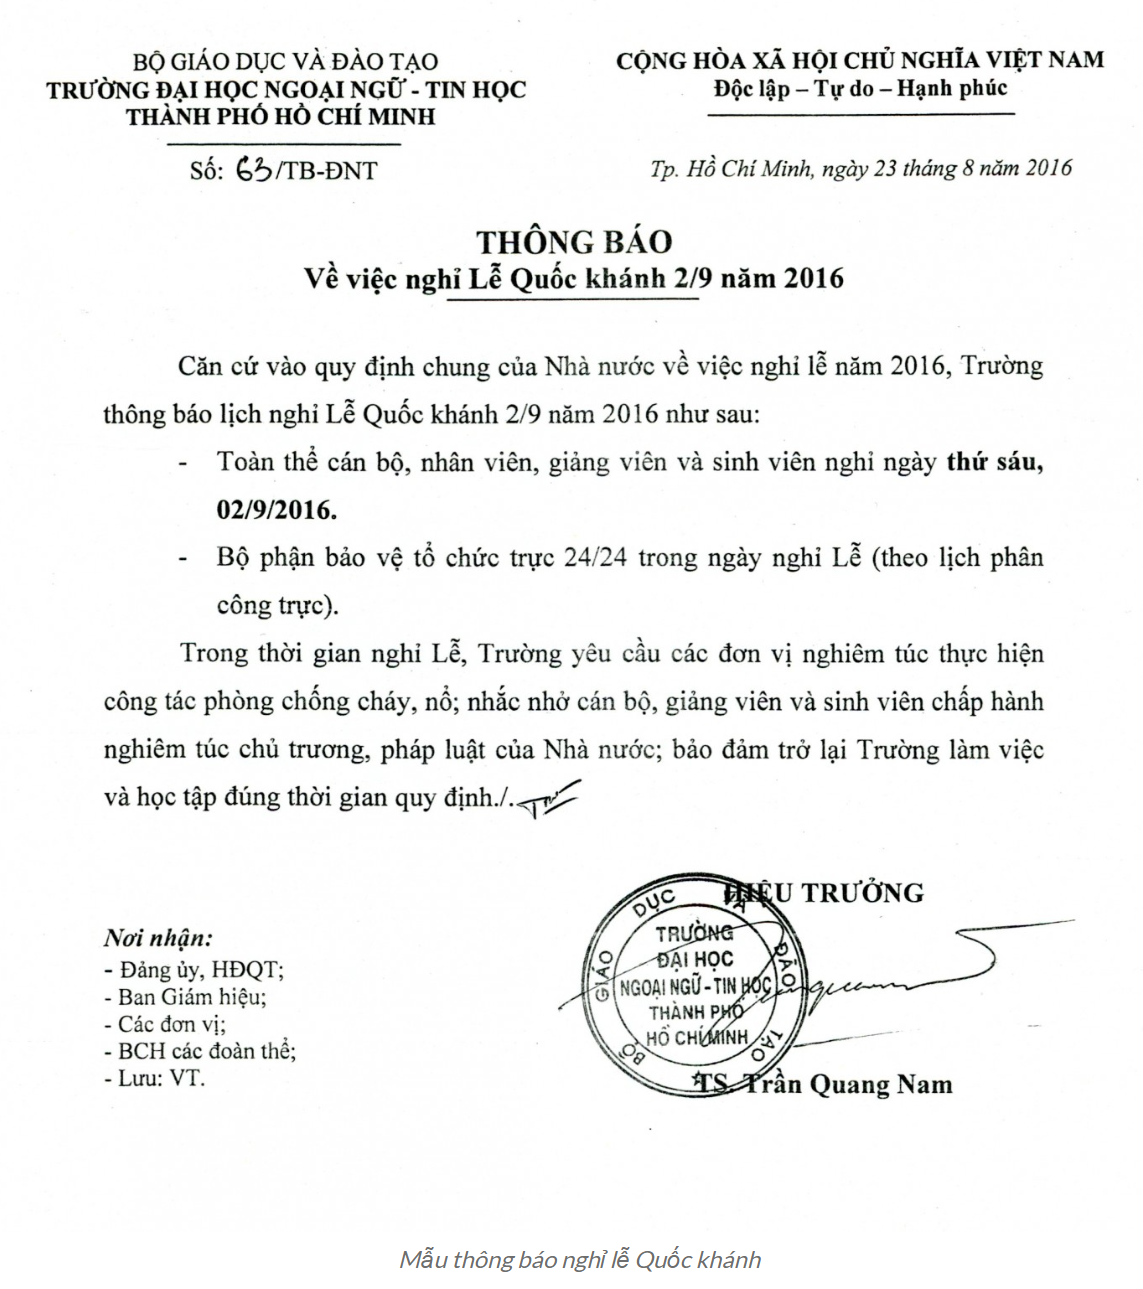 BỘ GIÁO DỤC VÀ ĐÀO TẠO
TRƯỜNG ĐẠI HỌC NGOẠI NGỮ - TIN HỌC
THÀNH PHỐ HỒ CHÍ MINH
Số: 63/TB-ĐNT
CỘNG HÒA XÃ HỘI CHỦ NGHĨA VIỆT NAM
Độc lập – Tự do – Hạnh phúc
Tp. Hồ Chí Minh, ngày 23 tháng 8 năm 2016
THÔNG BÁO
Về việc nghỉ Lễ Quốc khánh 2/9 năm 2016
Căn cứ vào quy định chung của Nhà nước về việc nghỉ lễ năm 2016, Trường
thông báo lịch nghỉ Lễ Quốc khánh 2/9 năm 2016 như sau:
- Toàn thể cán bộ, nhân viên, giảng viên và sinh viên nghỉ ngày thứ sáu,
02/9/2016.
- Bộ phận bảo vệ tổ chức trực 24/24 trong ngày nghỉ Lễ (theo lịch phân
công trực).
Trong thời gian nghỉ Lễ, Trường yêu cầu các đơn vị nghiêm túc thực hiện
công tác phòng chống cháy, nổ; nhắc nhở cán bộ, giảng viên và sinh viên chấp hành
nghiêm túc chủ trương, pháp luật của Nhà nước; bảo đảm trở lại Trường làm việc
và học tập đúng thời gian quy định./.
HIỆU TRƯỞNG
BỘ GIÁO DỤC VÀ ĐÀO TẠO
TRƯỜNG
ĐẠI HỌC
NGOẠI NGỮ - TIN HỌC
THÀNH PHỐ
HỒ CHÍ MINH
TS. Trần Quang Nam
Nơi nhận:
- Đảng ủy, HĐQT;
- Ban Giám hiệu;
- Các đơn vị;
- BCH các đoàn thể;
- Lưu: VT.
Mẫu thông báo nghỉ lễ Quốc khánh